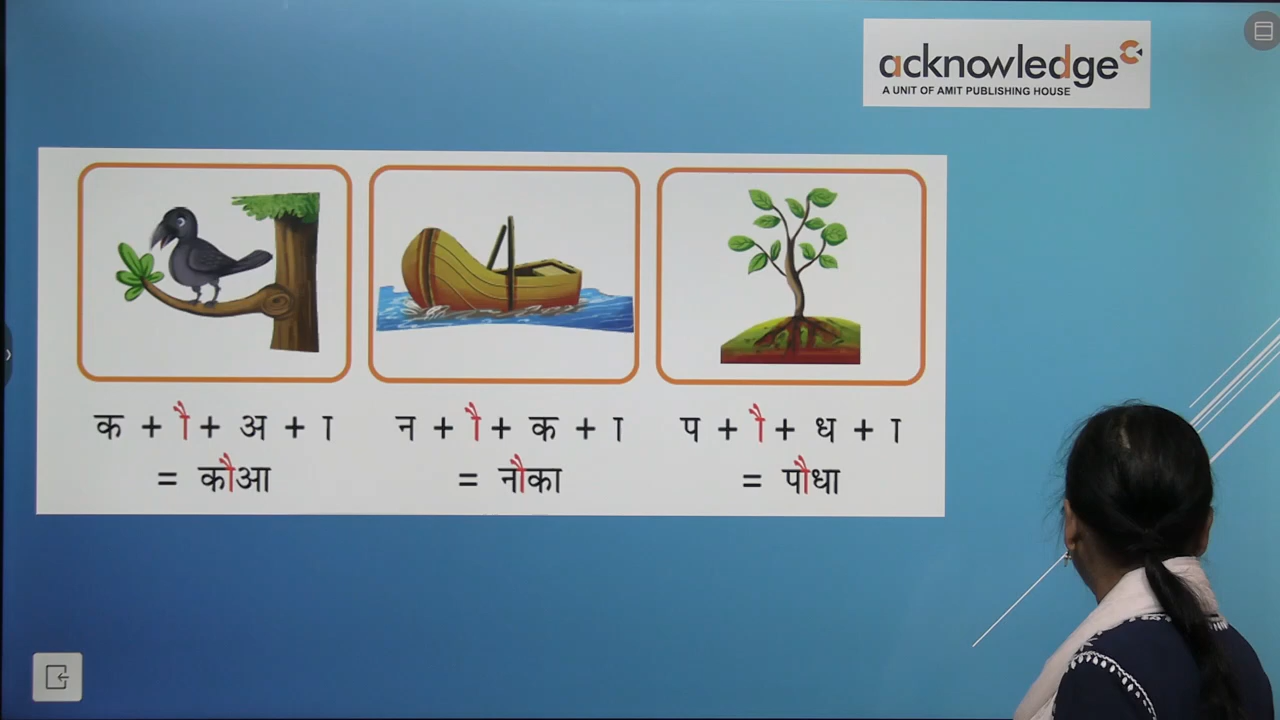 acknowledge
A UNIT OF AMIT PUBLISHING HOUSE
क + ौ + अ + ा
= कौआ
न + ौ + क + ा
= नौका
प + ौ + ध + ा
= पौधा